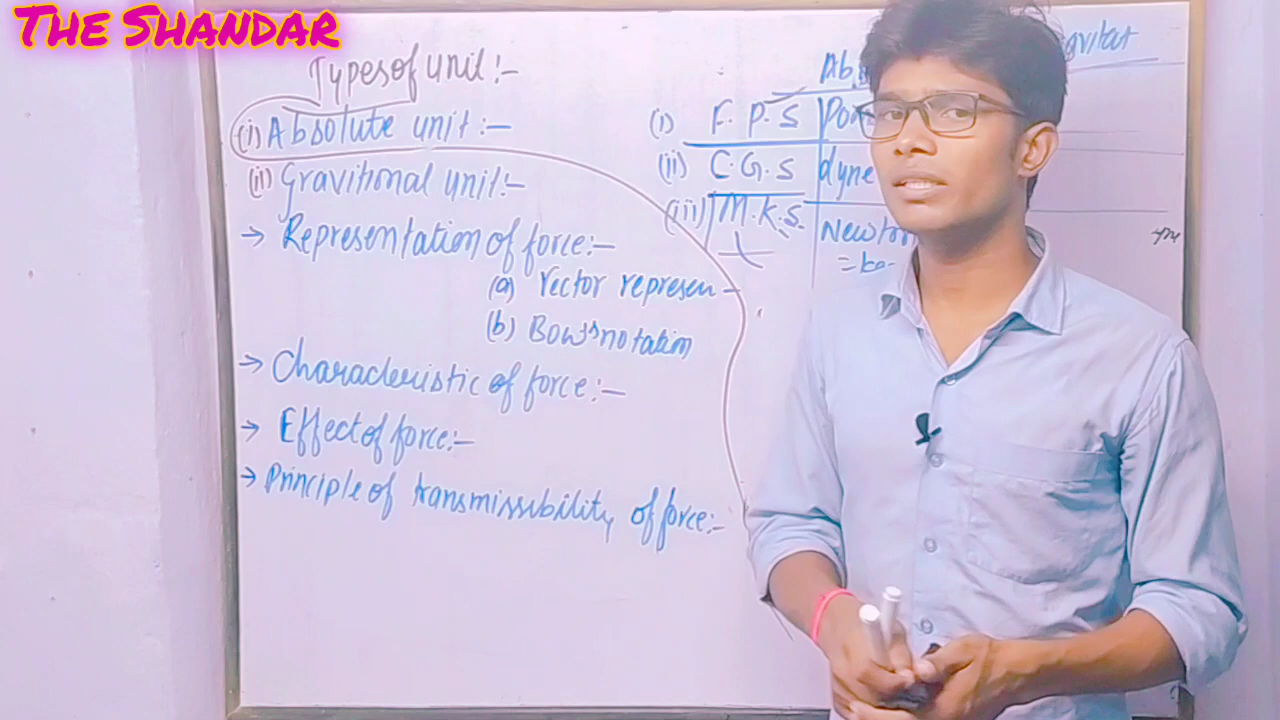 The Shandar
Types of unit :-
(i) Absolute unit :-
(ii) Gravitional unit :-
→ Representation of force :-
(a) Vector represen -
(b) Bow's notation
→ Characteristic of force :-
→ Effect of force :-
→ Principle of transmissibility of force :-
(i) F. P. S
(ii) C. G. S dyne
(iii) M. K. S. Newton